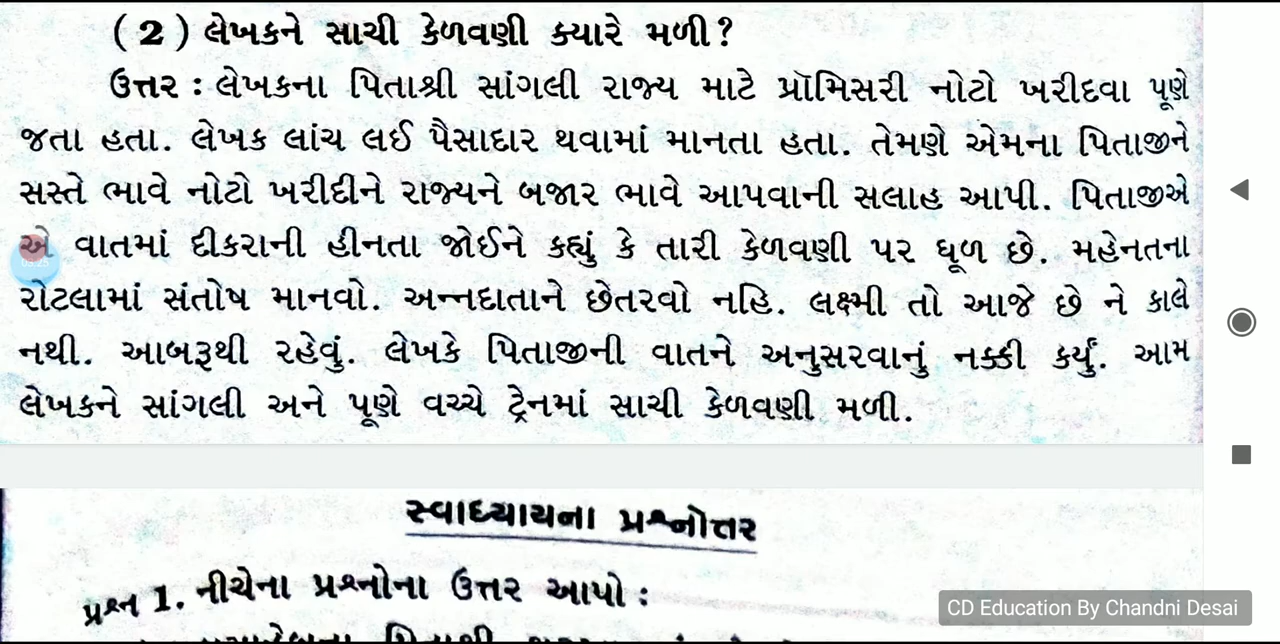 (2) લેખકને સાચી કેળવણી ક્યારે મળી?
ઉત્તર : લેખકના પિતાશ્રી સાંગલી રાજ્ય માટે પ્રૉમિસરી નોટો ખરીદવા પૂણે
જતા હતા. લેખક લાંચ લઈ પૈસાદાર થવામાં માનતા હતા. તેમણે એમના પિતાજીને
સસ્તે ભાવે નોટો ખરીદીને રાજ્યને બજાર ભાવે આપવાની સલાહ આપી. પિતાજીએ
એ વાતમાં દીકરાની હીનતા જોઈને કહ્યું કે તારી કેળવણી પર ધૂળ છે. મહેનતના
રોટલામાં સંતોષ માનવો. અન્નદાતાને છેતરવો નહિ. લક્ષ્મી તો આજે છે ને કાલે
નથી. આબરૂથી રહેવું. લેખકે પિતાજીની વાતને અનુસરવાનું નક્કી કર્યું. આમ
લેખકને સાંગલી અને પૂણે વચ્ચે ટ્રેનમાં સાચી કેળવણી મળી.
સ્વાધ્યાયના પ્રશ્નોત્તર
પ્રશ્ન 1. નીચેના પ્રશ્નોના ઉત્તર આપો :
CD Education By Chandni Desai